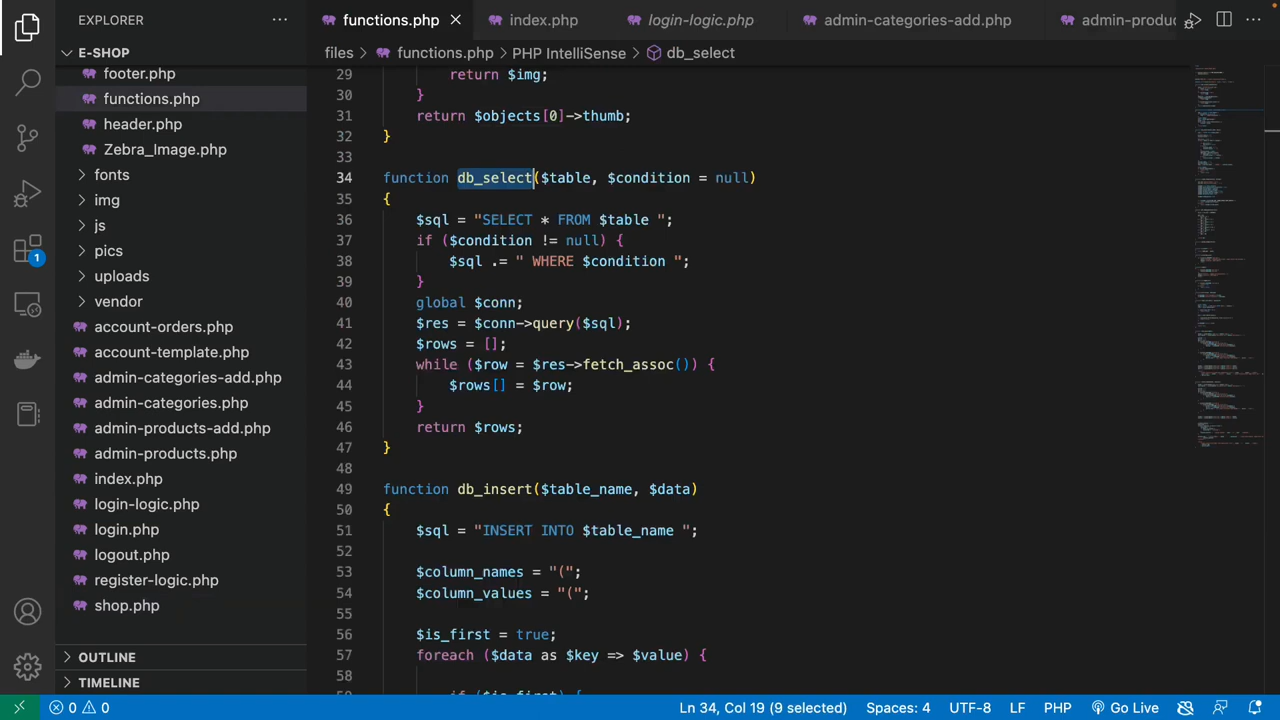 EXPLORER
E-SHOP
footer.php
functions.php
header.php
Zebra_Image.php
fonts
img
js
pics
uploads
vendor
account-orders.php
account-template.php
admin-categories-add.php
admin-categories.php
admin-products-add.php
admin-products.php
index.php
login-logic.php
login.php
logout.php
register-logic.php
shop.php
OUTLINE
TIMELINE
1
functions.php index.php login-logic.php admin-categories-add.php admin-produc
files functions.php PHP IntelliSense db_select
29 return $img;
30 }
31 return $objects[0]->thumb;
32 }
33
34 function db_select($table, $condition = null)
35 {
36 $sql = "SELECT * FROM $table ";
37 if ($condition != null) {
38 $sql .= " WHERE $condition ";
39 }
40 global $conn;
41 $res = $conn->query($sql);
42 $rows = [];
43 while ($row = $res->fetch_assoc()) {
44 $rows[] = $row;
45 }
46 return $rows;
47 }
48
49 function db_insert($table_name, $data)
50 {
51 $sql = "INSERT INTO $table_name ";
52
53 $column_names = "(";
54 $column_values = "(";
55
56 $is_first = true;
57 foreach ($data as $key => $value) {
58
59 if ($is_first) {
0 0 Ln 34, Col 19 (9 selected) Spaces: 4 UTF-8 LF PHP Go Live